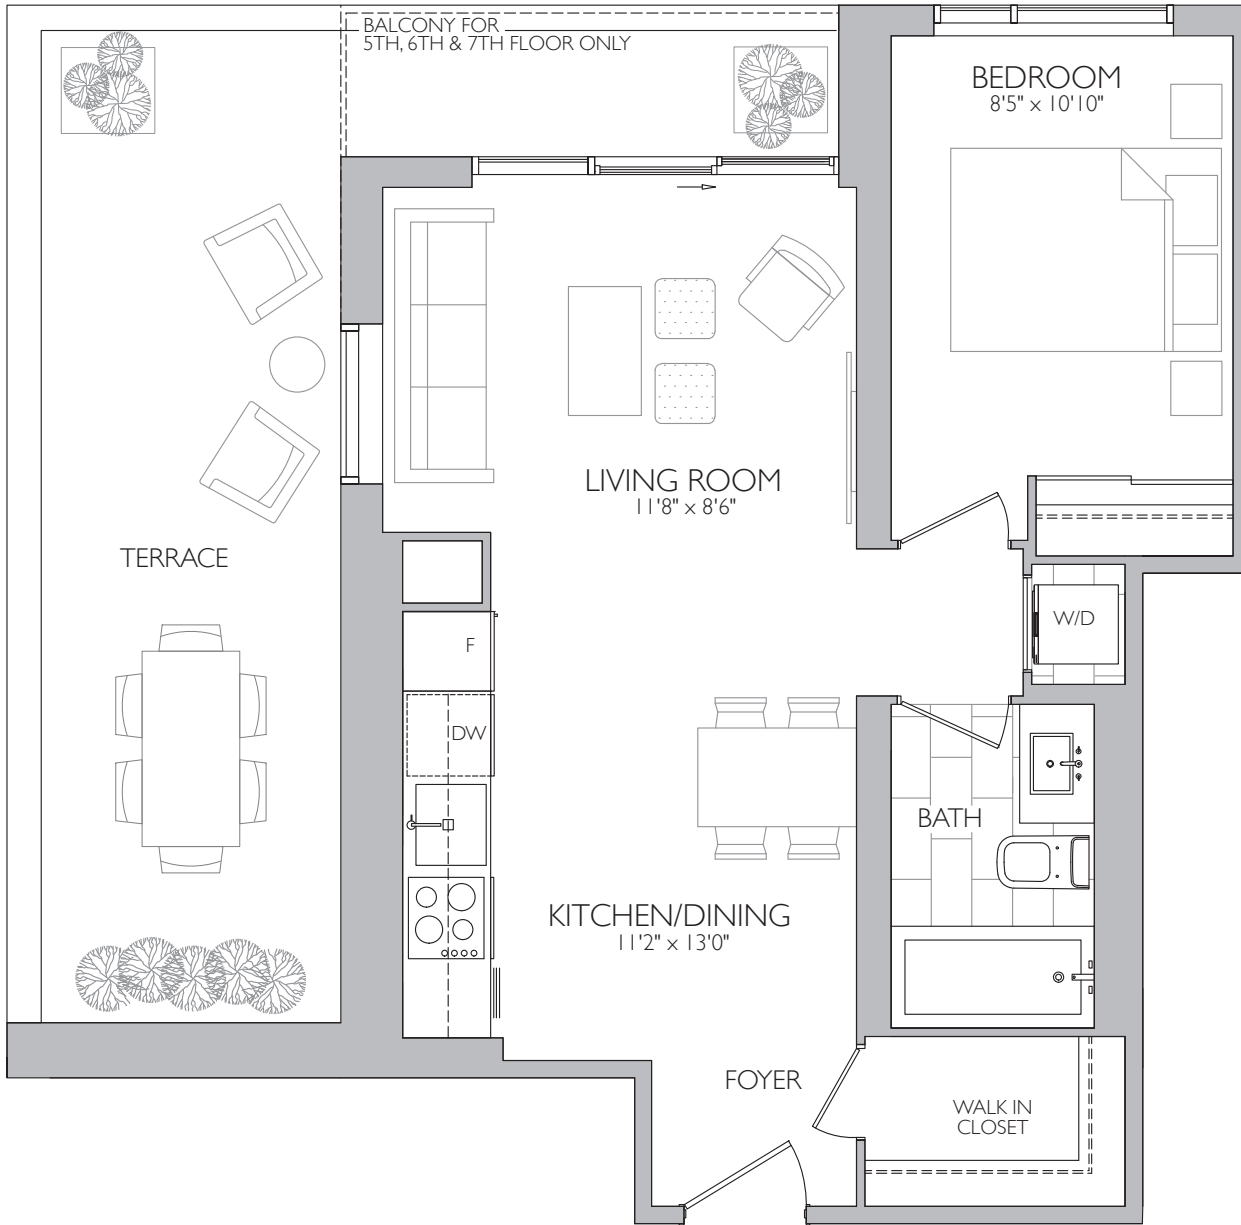 BALCONY FOR
5TH, 6TH & 7TH FLOOR ONLY
BEDROOM
8'5" x 10'10"
LIVING ROOM
11'8" x 8'6"
TERRACE
F
W/D
DW
BATH
KITCHEN/DINING
11'2" x 13'0"
FOYER
WALK IN
CLOSET